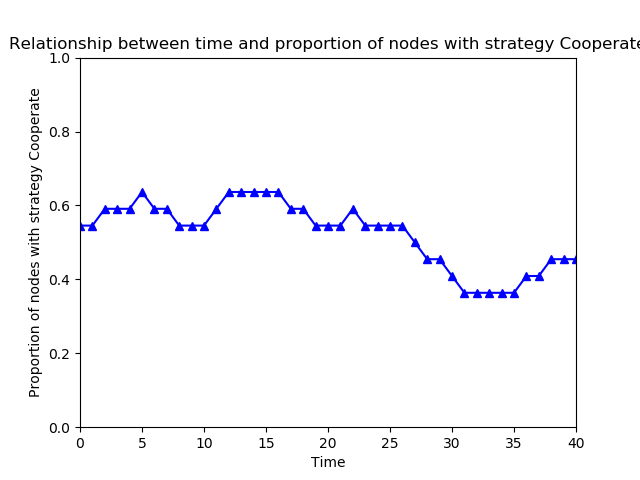 Relationship between time and proportion of nodes with strategy Cooperate
1.0
0.8
0.6
0.4
0.2
0.0
Proportion of nodes with strategy Cooperate
0 5 10 15 20 25 30 35 40
Time